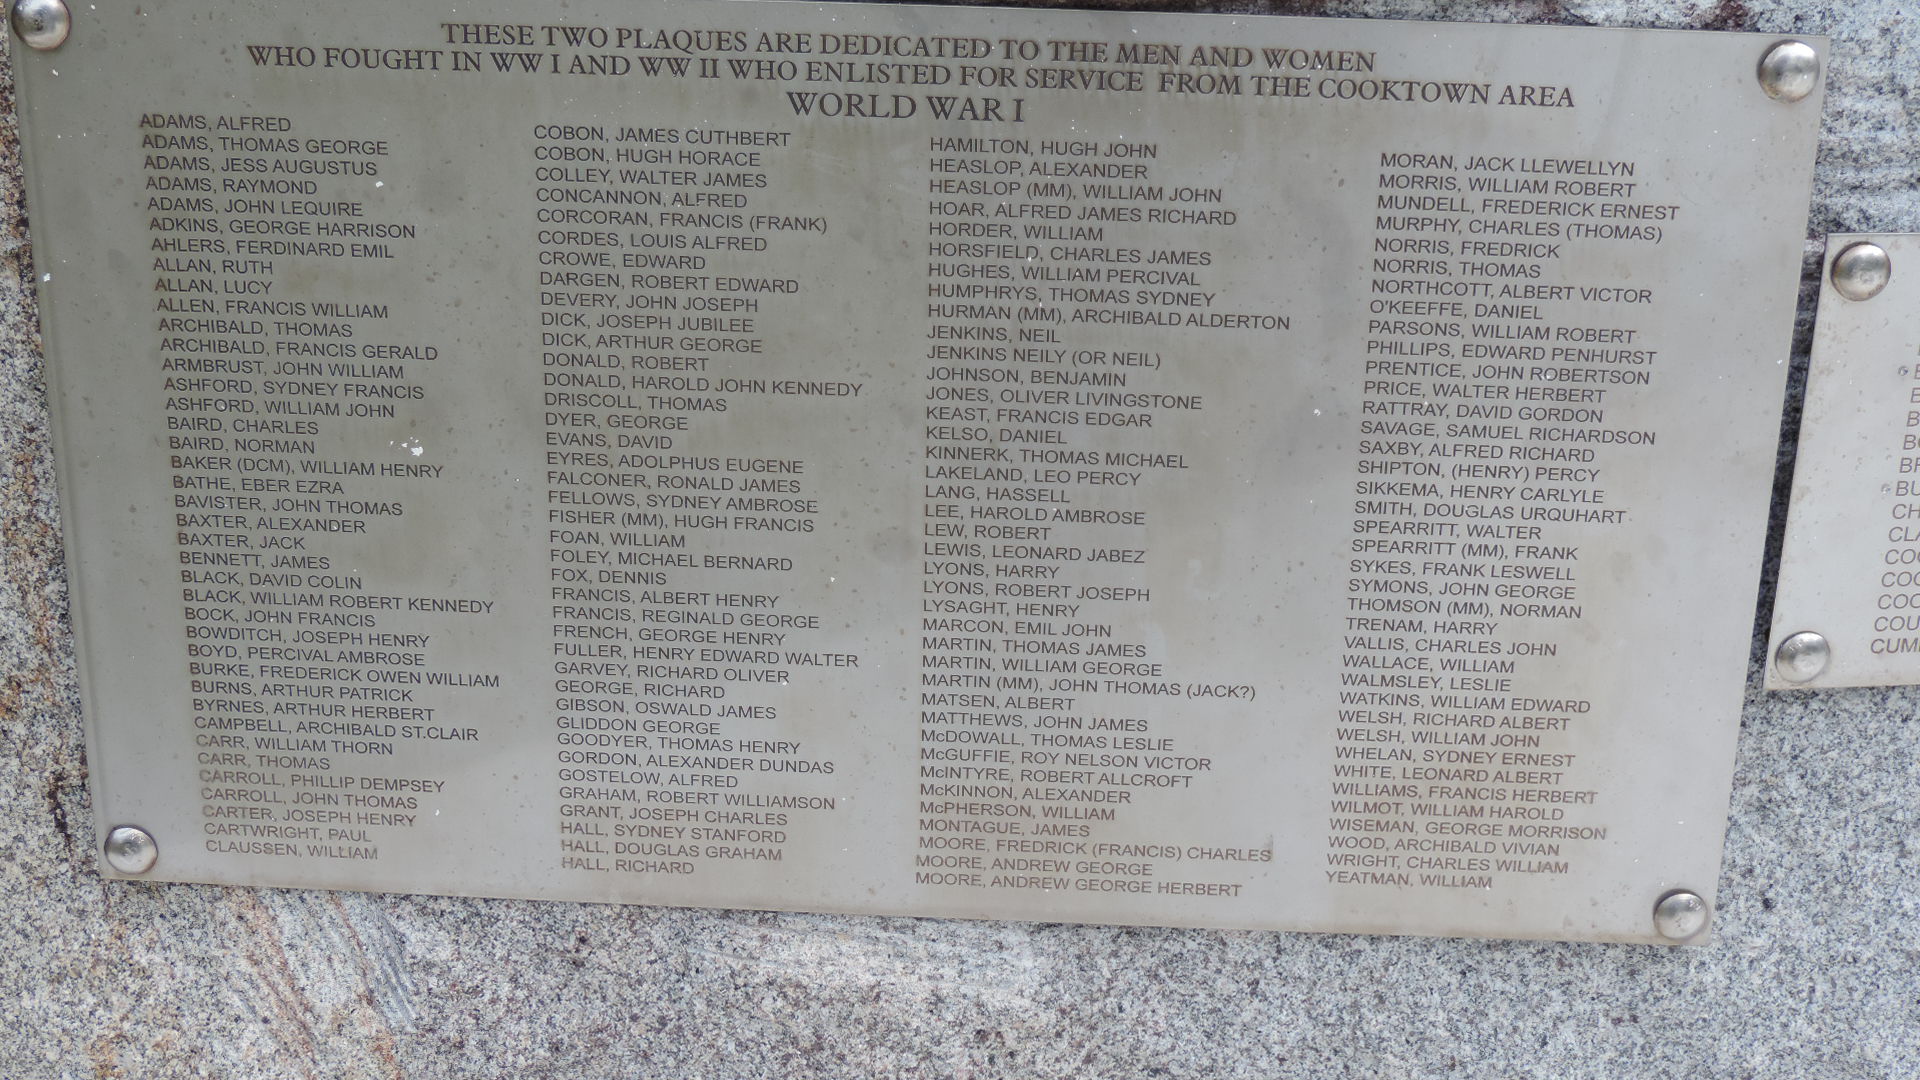 THESE TWO PLAQUES ARE DEDICATED TO THE MEN AND WOMEN
WHO FOUGHT IN WW I AND WW II WHO ENLISTED FOR SERVICE FROM THE COOKTOWN AREA
WORLD WAR I
ADAMS, ALFRED
ADAMS, THOMAS GEORGE
ADAMS, JESS AUGUSTUS
ADAMS, RAYMOND
ADAMS, JOHN LEQUIRE
ADKINS, GEORGE HARRISON
AHLERS, FERDINARD EMIL
ALLAN, RUTH
ALLAN, LUCY
ALLEN, FRANCIS WILLIAM
ARCHIBALD, THOMAS
ARCHIBALD, FRANCIS GERALD
ARMBRUST, JOHN WILLIAM
ASHFORD, SYDNEY FRANCIS
ASHFORD, WILLIAM JOHN
BAIRD, CHARLES
BAIRD, NORMAN
BAKER (DCM), WILLIAM HENRY
BATHE, EBER EZRA
BAVISTER, JOHN THOMAS
BAXTER, ALEXANDER
BAXTER, JACK
BENNETT, JAMES
BLACK, DAVID COLIN
BLACK, WILLIAM ROBERT KENNEDY
BOCK, JOHN FRANCIS
BOWDITCH, JOSEPH HENRY
BOYD, PERCIVAL AMBROSE
BURKE, FREDERICK OWEN WILLIAM
BURNS, ARTHUR PATRICK
BYRNES, ARTHUR HERBERT
CAMPBELL, ARCHIBALD ST.CLAIR
CARR, WILLIAM THORN
CARR, THOMAS
CARROLL, PHILLIP DEMPSEY
CARROLL, JOHN THOMAS
CARTER, JOSEPH HENRY
CARTWRIGHT, PAUL
CLAUSSEN, WILLIAM
COBON, JAMES CUTHBERT
COBON, HUGH HORACE
COLLEY, WALTER JAMES
CONCANNON, ALFRED
CORCORAN, FRANCIS (FRANK)
CORDES, LOUIS ALFRED
CROWE, EDWARD
DARGEN, ROBERT EDWARD
DEVERY, JOHN JOSEPH
DICK, JOSEPH JUBILEE
DICK, ARTHUR GEORGE
DONALD, ROBERT
DONALD, HAROLD JOHN KENNEDY
DRISCOLL, THOMAS
DYER, GEORGE
EVANS, DAVID
EYRES, ADOLPHUS EUGENE
FALCONER, RONALD JAMES
FELLOWS, SYDNEY AMBROSE
FISHER (MM), HUGH FRANCIS
FOAN, WILLIAM
FOLEY, MICHAEL BERNARD
FOX, DENNIS
FRANCIS, ALBERT HENRY
FRANCIS, REGINALD GEORGE
FRENCH, GEORGE HENRY
FULLER, HENRY EDWARD WALTER
GARVEY, RICHARD OLIVER
GEORGE, RICHARD
GIBSON, OSWALD JAMES
GLIDDON GEORGE
GOODYER, THOMAS HENRY
GORDON, ALEXANDER DUNDAS
GOSTELOW, ALFRED
GRAHAM, ROBERT WILLIAMSON
GRANT, JOSEPH CHARLES
HALL, SYDNEY STANFORD
HALL, DOUGLAS GRAHAM
HALL, RICHARD
HAMILTON, HUGH JOHN
HEASLOP, ALEXANDER
HEASLOP (MM), WILLIAM JOHN
HOAR, ALFRED JAMES RICHARD
HORDER, WILLIAM
HORSFIELD, CHARLES JAMES
HUGHES, WILLIAM PERCIVAL
HUMPHRYS, THOMAS SYDNEY
HURMAN (MM), ARCHIBALD ALDERTON
JENKINS, NEIL
JENKINS NEILY (OR NEIL)
JOHNSON, BENJAMIN
JONES, OLIVER LIVINGSTONE
KEAST, FRANCIS EDGAR
KELSO, DANIEL
KINNERK, THOMAS MICHAEL
LAKELAND, LEO PERCY
LANG, HASSELL
LEE, HAROLD AMBROSE
LEW, ROBERT
LEWIS, LEONARD JABEZ
LYONS, HARRY
LYONS, ROBERT JOSEPH
LYSAGHT, HENRY
MARCON, EMIL JOHN
MARTIN, THOMAS JAMES
MARTIN, WILLIAM GEORGE
MARTIN (MM), JOHN THOMAS (JACK?)
MATSEN, ALBERT
MATTHEWS, JOHN JAMES
McDOWALL, THOMAS LESLIE
McGUFFIE, ROY NELSON VICTOR
McINTYRE, ROBERT ALLCROFT
McKINNON, ALEXANDER
McPHERSON, WILLIAM
MONTAGUE, JAMES
MOORE, FREDRICK (FRANCIS) CHARLES
MOORE, ANDREW GEORGE
MOORE, ANDREW GEORGE HERBERT
MORAN, JACK LLEWELLYN
MORRIS, WILLIAM ROBERT
MUNDELL, FREDERICK ERNEST
MURPHY, CHARLES (THOMAS)
NORRIS, FREDRICK
NORRIS, THOMAS
NORTHCOTT, ALBERT VICTOR
O'KEEFFE, DANIEL
PARSONS, WILLIAM ROBERT
PHILLIPS, EDWARD PENHURST
PRENTICE, JOHN ROBERTSON
PRICE, WALTER HERBERT
RATTRAY, DAVID GORDON
SAVAGE, SAMUEL RICHARDSON
SAXBY, ALFRED RICHARD
SHIPTON, (HENRY) PERCY
SIKKEMA, HENRY CARLYLE
SMITH, DOUGLAS URQUHART
SPEARRITT, WALTER
SPEARRITT (MM), FRANK
SYKES, FRANK LESWELL
SYMONS, JOHN GEORGE
THOMSON (MM), NORMAN
TRENAM, HARRY
VALLIS, CHARLES JOHN
WALLACE, WILLIAM
WALMSLEY, LESLIE
WATKINS, WILLIAM EDWARD
WELSH, RICHARD ALBERT
WELSH, WILLIAM JOHN
WHELAN, SYDNEY ERNEST
WHITE, LEONARD ALBERT
WILLIAMS, FRANCIS HERBERT
WILMOT, WILLIAM HAROLD
WISEMAN, GEORGE MORRISON
WOOD, ARCHIBALD VIVIAN
WRIGHT, CHARLES WILLIAM
YEATMAN, WILLIAM